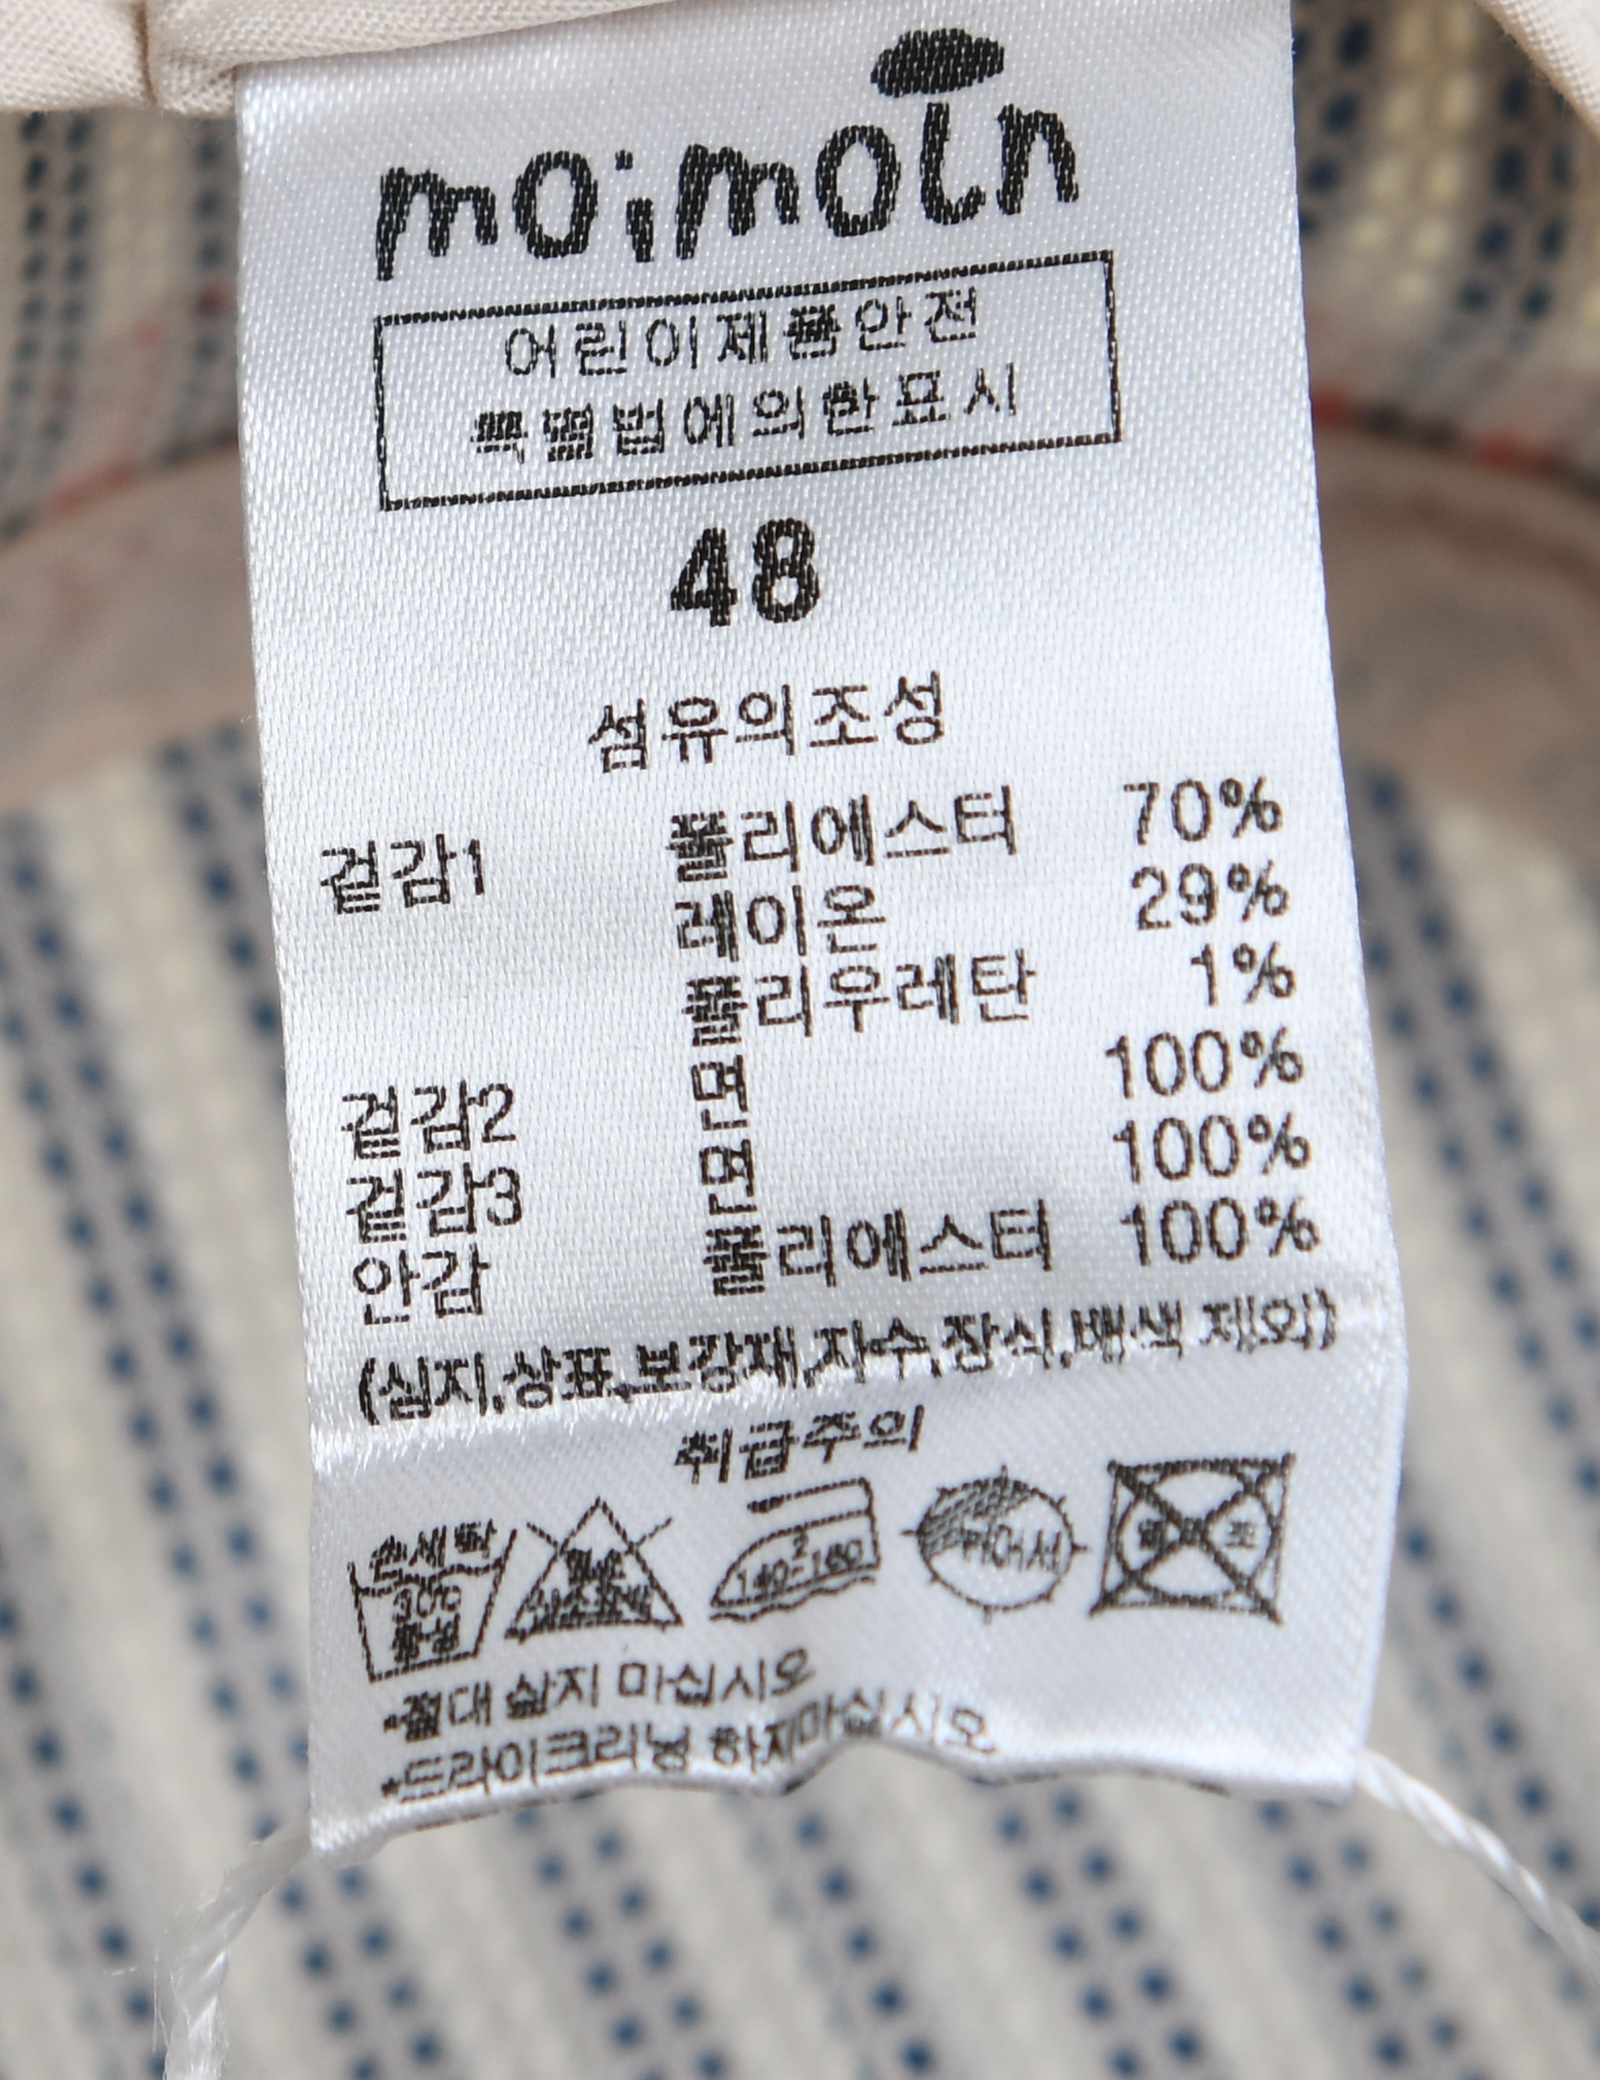 moimoln
어린이제품안전
특별법에의한표시
48
섬유의조성
겉감1 폴리에스터 70%
레이온 29%
폴리우레탄 1%
겉감2 면 100%
겉감3 면 100%
안감 폴리에스터 100%
(심지,상표,보강재,자수,장식,배색 제외)
취급주의
손세탁
30℃
중성
140-160
2
뉘어서
*절대 삶지 마십시오
*드라이크리닝 하지마십시오